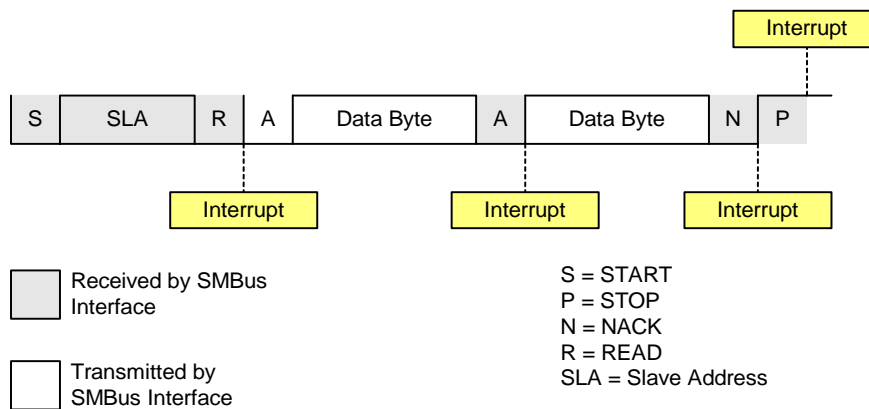 Interrupt
S SLA R A Data Byte A Data Byte N P
Interrupt Interrupt Interrupt
Received by SMBus
Interface
Transmitted by
SMBus Interface
S = START
P = STOP
N = NACK
R = READ
SLA = Slave Address